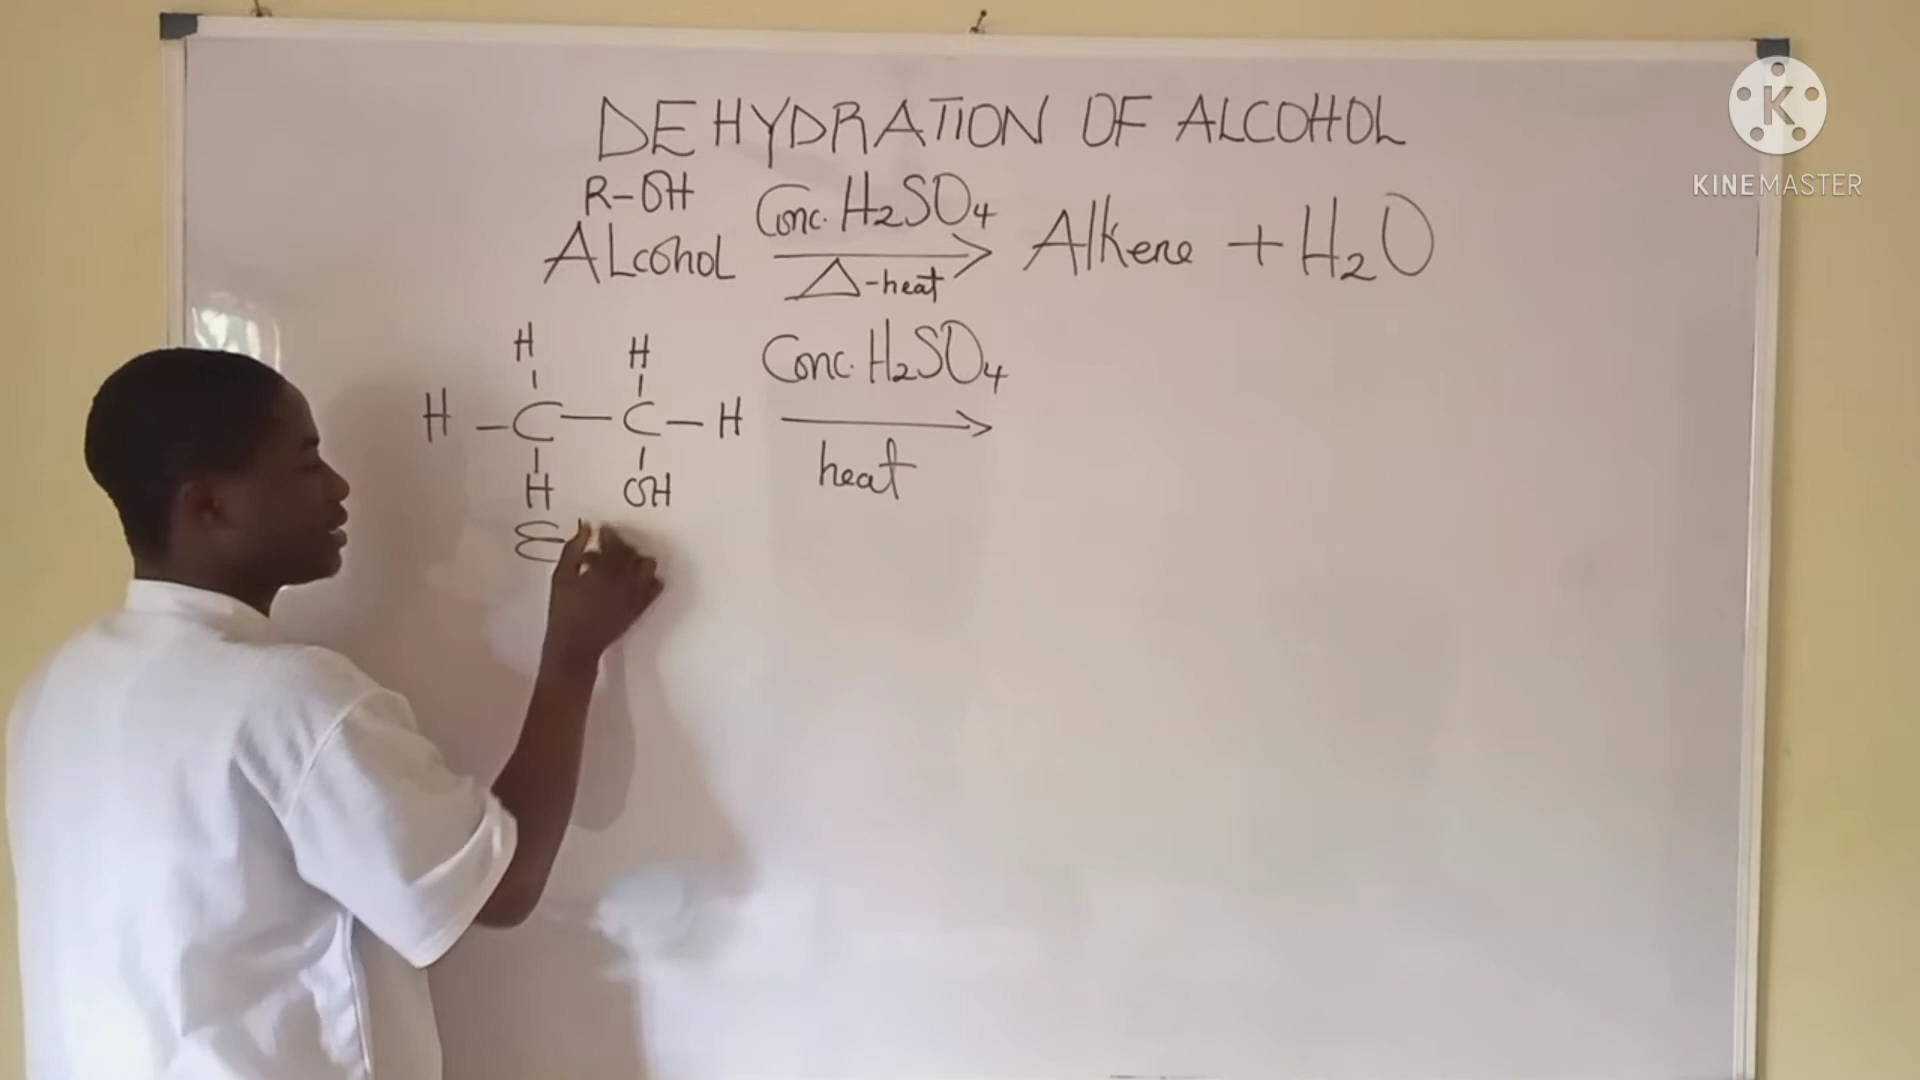 DEHYDRATION OF ALCOHOL
R-OH
Conc. H₂SO₄
ALcohol → Alkene + H₂O
△-heat
H H
Conc. H₂SO₄
H-C-C-H →
heat
H OH
KINEMASTER